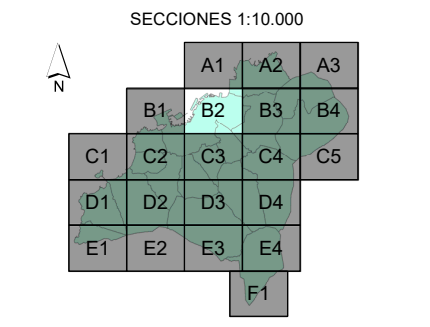 SECCIONES 1:10.000
N
A1 A2 A3
B1 B2 B3 B4
C1 C2 C3 C4 C5
D1 D2 D3 D4
E1 E2 E3 E4
F1